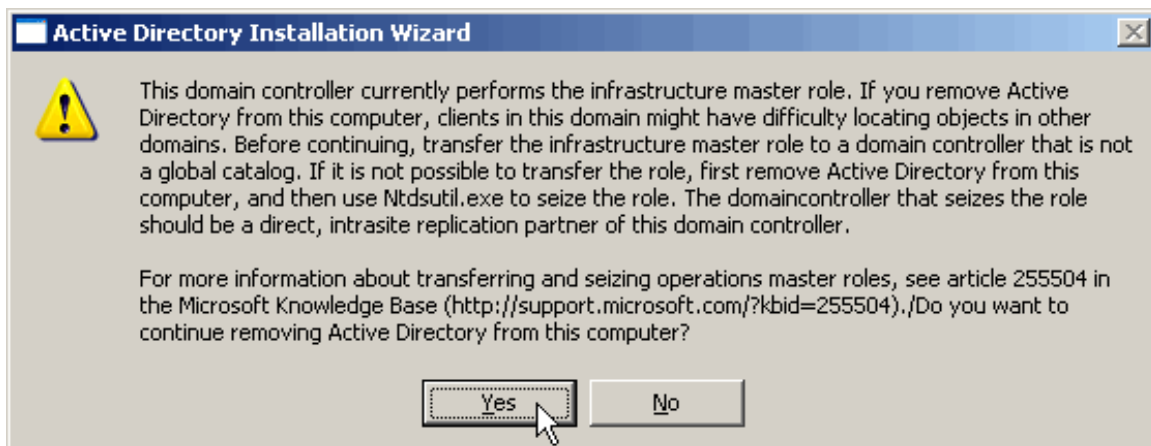 Active Directory Installation Wizard
This domain controller currently performs the infrastructure master role. If you remove Active
Directory from this computer, clients in this domain might have difficulty locating objects in other
domains. Before continuing, transfer the infrastructure master role to a domain controller that is not
a global catalog. If it is not possible to transfer the role, first remove Active Directory from this
computer, and then use Ntdsutil.exe to seize the role. The domaincontroller that seizes the role
should be a direct, intrasite replication partner of this domain controller.
For more information about transferring and seizing operations master roles, see article 255504 in
the Microsoft Knowledge Base (http://support.microsoft.com/?kbid=255504)./Do you want to
continue removing Active Directory from this computer?
Yes No